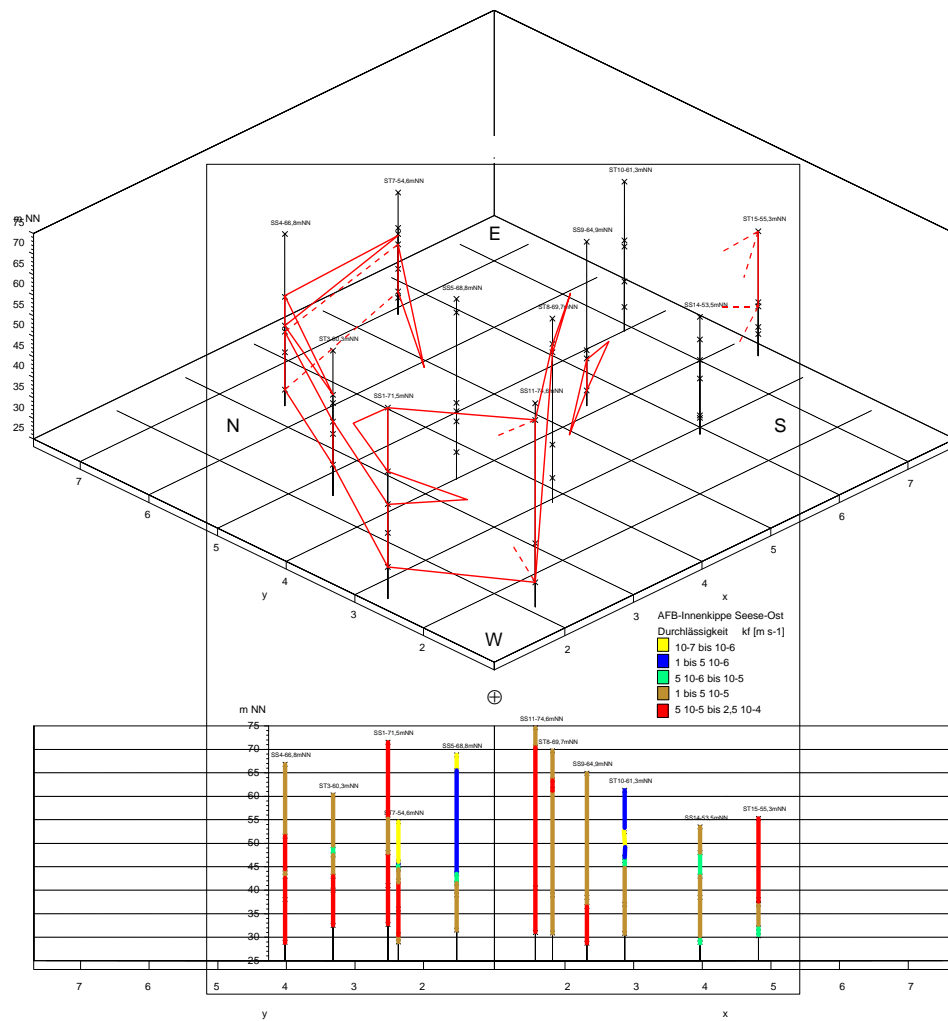 ST10-61,3mNN
ST7-54,6mNN
ST15-55,3mNN
m NN
SS4-66,8mNN
SS9-64,9mNN
E
75
70
65
60
55
50
45
40
35
30
25
SS5-68,8mNN
ST8-69,7mNN
SS14-53,5mNN
ST3-60,3mNN
SS1-71,5mNN
SS11-74,6mNN
N
S
7
7
6
6
5
5
4
4
y
x
3
3
2
2
W
AFB-Innenkippe Seese-Ost
Durchlässigkeit kf [m s-1]
10-7 bis 10-6
1 bis 5 10-6
5 10-6 bis 10-5
1 bis 5 10-5
5 10-5 bis 2,5 10-4
m NN
75
70
65
60
55
50
45
40
35
30
25
SS11-74,6mNN
SS1-71,5mNN
ST8-69,7mNN
SS4-66,8mNN
SS5-68,8mNN
SS9-64,9mNN
ST3-60,3mNN
ST10-61,3mNN
ST7-54,6mNN
SS14-53,5mNN
ST15-55,3mNN
7 6 5 4 3 2 2 3 4 5 6 7
y x